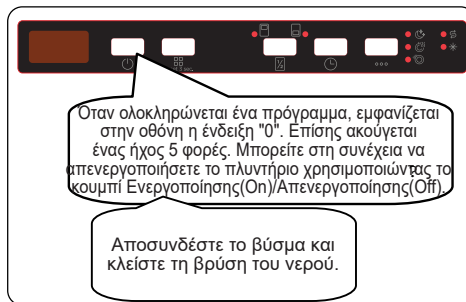 Όταν ολοκληρώνεται ένα πρόγραμμα, εμφανίζεται
στην οθόνη η ένδειξη "0". Επίσης ακούγεται
ένας ήχος 5 φορές. Μπορείτε στη συνέχεια να
απενεργοποιήσετε το πλυντήριο χρησιμοποιώντας το
κουμπί Ενεργοποίησης(On)/Απενεργοποίησης(Off).
Αποσυνδέστε το βύσμα και
κλείστε τη βρύση του νερού.